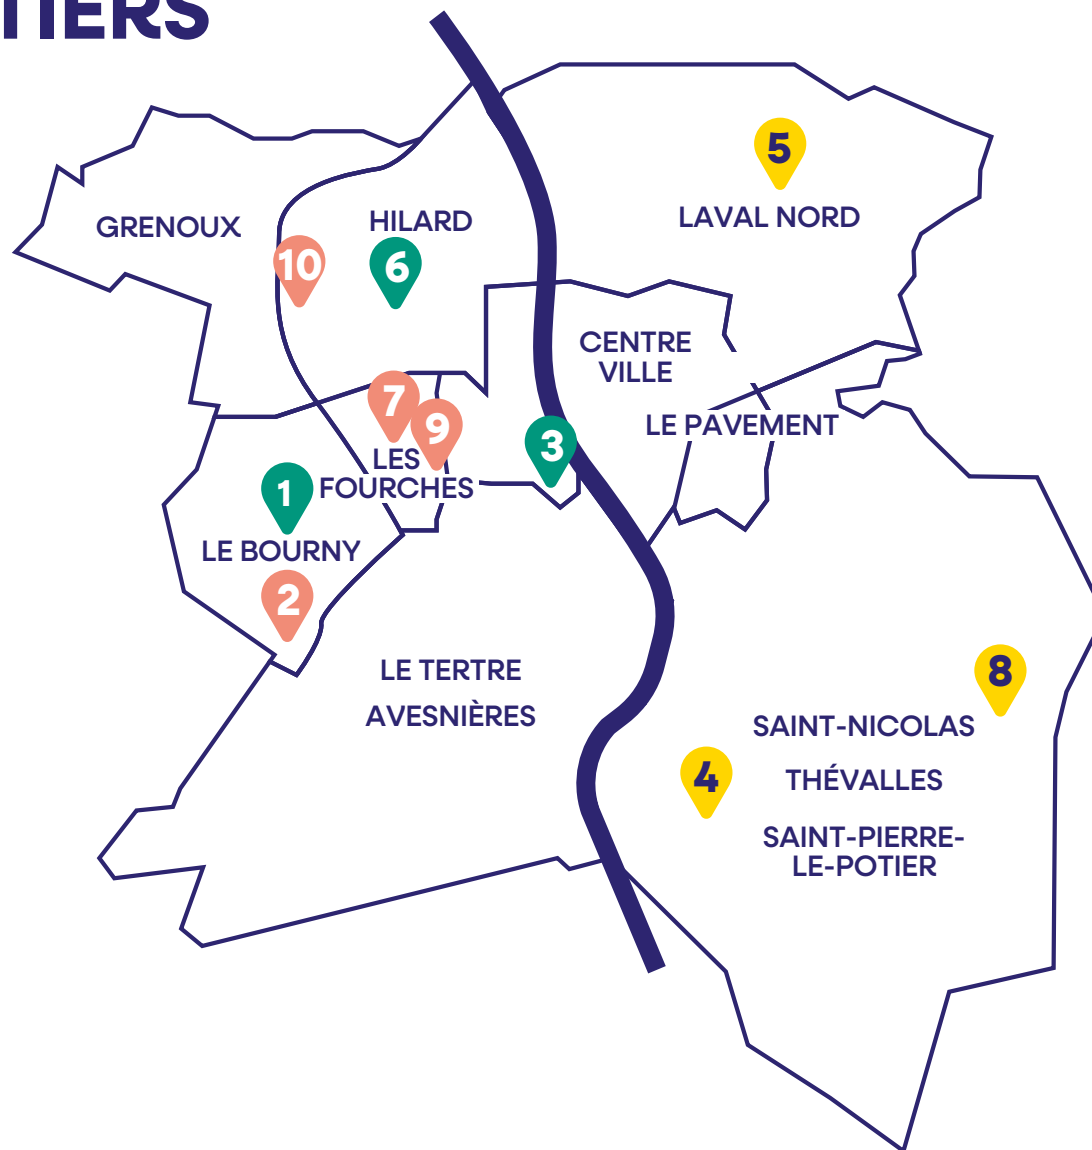 TIERS
5
LAVAL NORD
GRENOUX
HILARD
10
6
CENTRE
VILLE
7
9
LE PAVEMENT
3
LES
FOURCHES
1
LE BOURNY
2
LE TERTRE
AVESNIÈRES
8
SAINT-NICOLAS
4
THÉVALLES
SAINT-PIERRE-
LE-POTIER